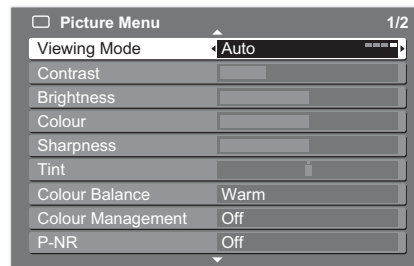 Picture Menu 1/2
Viewing Mode Auto
Contrast
Brightness
Colour
Sharpness
Tint
Colour Balance Warm
Colour Management Off
P-NR Off